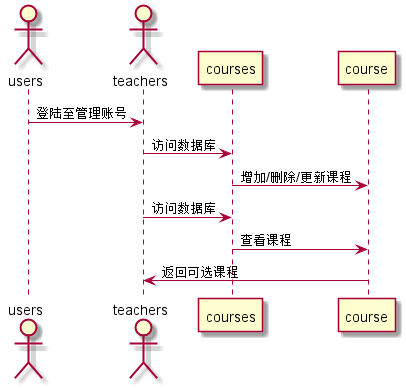 users
teachers
courses
course
登陆至管理账号
访问数据库
增加/删除/更新课程
访问数据库
查看课程
返回可选课程
users
teachers
courses
course